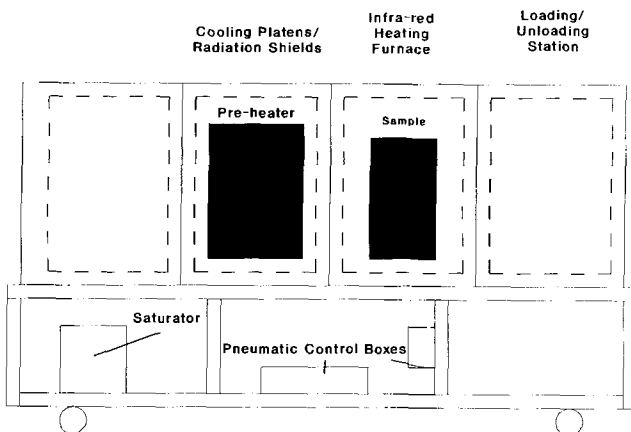 Cooling Platens/
Radiation Shields
Infra-red
Heating
Furnace
Loading/
Unloading
Station
Pre-heater
Sample
Saturator
Pneumatic Control Boxes